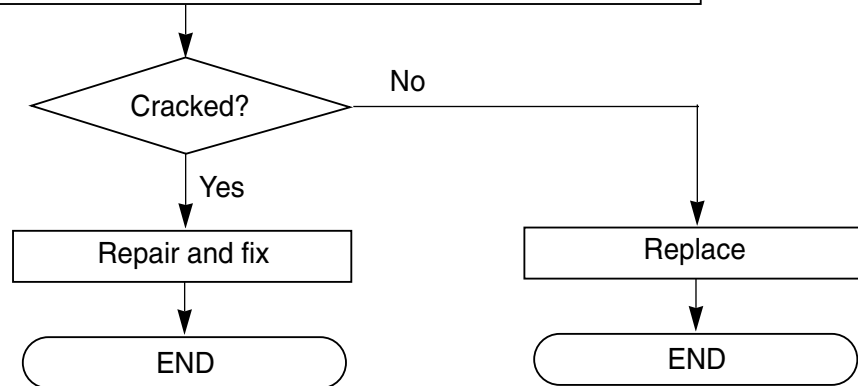 Cracked?
No
Yes
Repair and fix
Replace
END
END